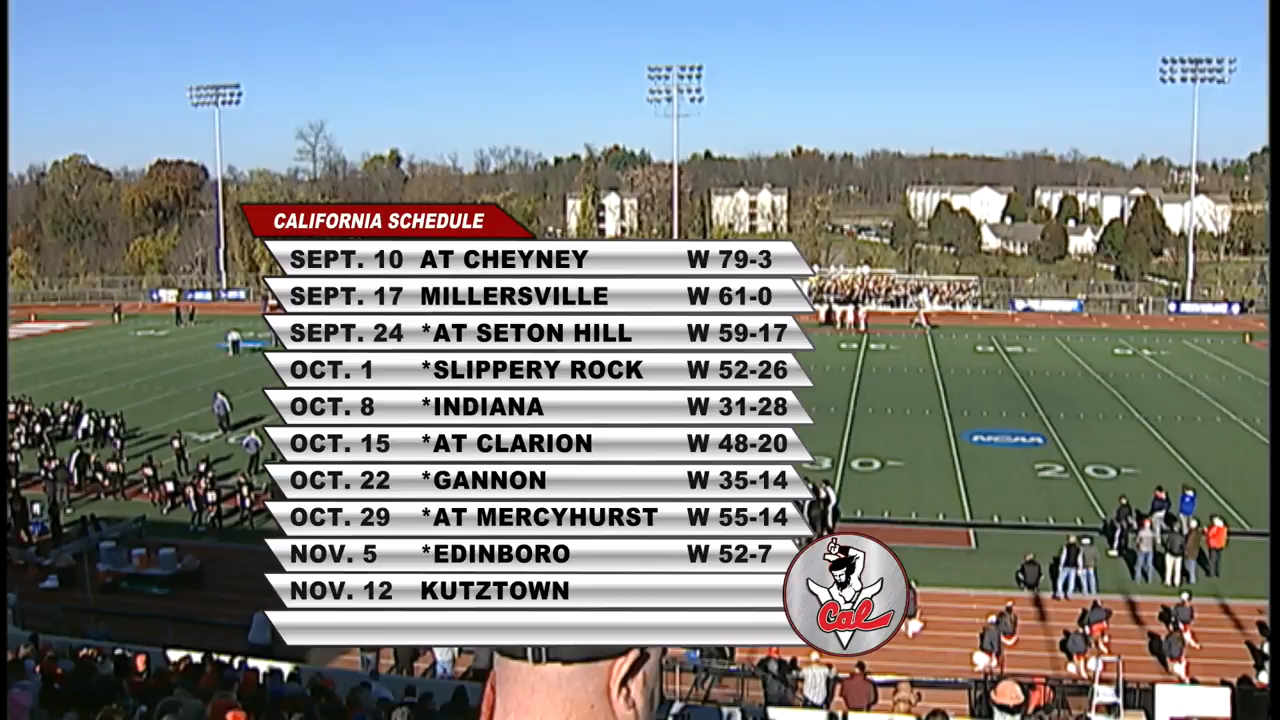 CALIFORNIA SCHEDULE
SEPT. 10 AT CHEYNEY W 79-3
SEPT. 17 MILLERSVILLE W 61-0
SEPT. 24 *AT SETON HILL W 59-17
OCT. 1 *SLIPPERY ROCK W 52-26
OCT. 8 *INDIANA W 31-28
OCT. 15 *AT CLARION W 48-20
OCT. 22 *GANNON W 35-14
OCT. 29 *AT MERCYHURST W 55-14
NOV. 5 *EDINBORO W 52-7
NOV. 12 KUTZTOWN
Cal
NCAA
30
20